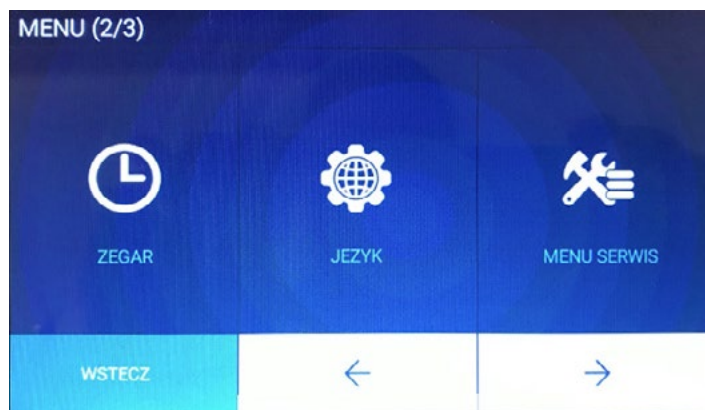 MENU (2/3)
ZEGAR
JEZYK
MENU SERWIS
WSTECZ